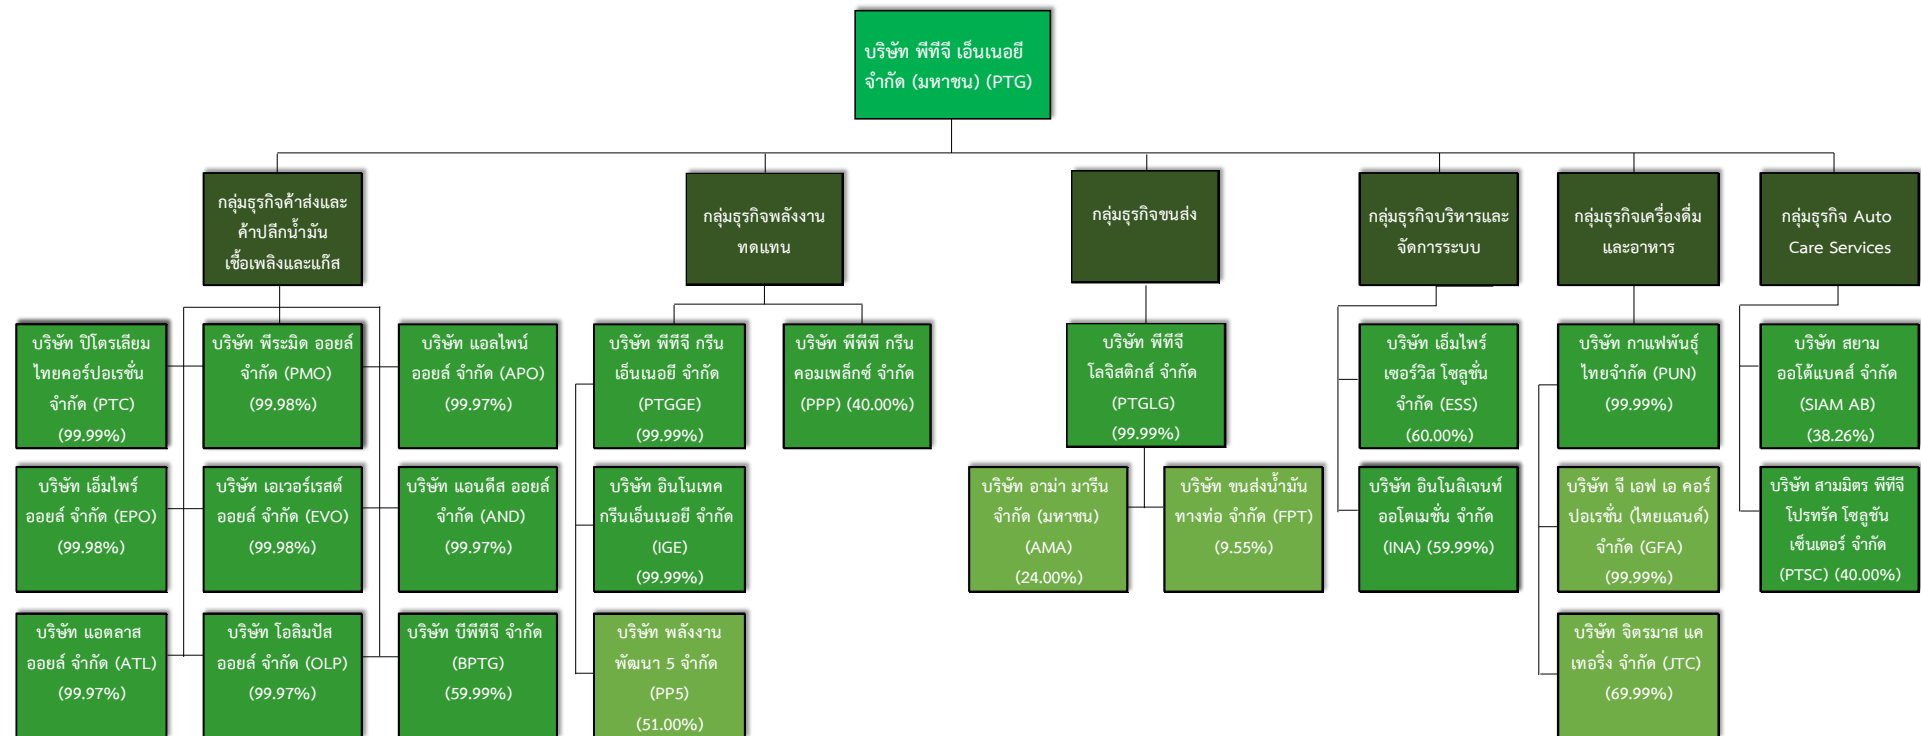 บริษัท พีทีจี เอ็นเนอยี
จำกัด (มหาชน) (PTG)
กลุ่มธุรกิจค้าส่งและ
ค้าปลีกน้ำมัน
เชื้อเพลิงและแก๊ส
กลุ่มธุรกิจพลังงาน
ทดแทน
กลุ่มธุรกิจขนส่ง
กลุ่มธุรกิจบริหารและ
จัดการระบบ
กลุ่มธุรกิจเครื่องดื่ม
และอาหาร
กลุ่มธุรกิจ Auto
Care Services
บริษัท ปิโตรเลียม
ไทยคอร์ปอเรชั่น
จำกัด (PTC)
(99.99%)
บริษัท พีระมิด ออยล์
จำกัด (PMO)
(99.98%)
บริษัท แอลไพน์
ออยล์ จำกัด (APO)
(99.97%)
บริษัท พีทีจี กรีน
เอ็นเนอยี จำกัด
(PTGGE)
(99.99%)
บริษัท พีพีพี กรีน
คอมเพล็กซ์ จำกัด
(PPP) (40.00%)
บริษัท พีทีจี
โลจิสติกส์ จำกัด
(PTGLG)
(99.99%)
บริษัท เอ็มไพร์
เซอร์วิส โซลูชั่น
จำกัด (ESS)
(60.00%)
บริษัท กาแฟพันธุ์
ไทยจำกัด (PUN)
(99.99%)
บริษัท สยาม
ออโต้แบคส์ จำกัด
(SIAM AB)
(38.26%)
บริษัท เอ็มไพร์
ออยล์ จำกัด (EPO)
(99.98%)
บริษัท เอเวอร์เรสต์
ออยล์ จำกัด (EVO)
(99.98%)
บริษัท แอนดีส ออยล์
จำกัด (AND)
(99.97%)
บริษัท อินโนเทค
กรีนเอ็นเนอยี จำกัด
(IGE)
(99.99%)
บริษัท อาม่า มารีน
จำกัด (มหาชน)
(AMA)
(24.00%)
บริษัท ขนส่งน้ำมัน
ทางท่อ จำกัด (FPT)
(9.55%)
บริษัท อินโนลิเจนท์
ออโตเมชั่น จำกัด
(INA) (59.99%)
บริษัท จี เอฟ เอ คอร์
ปอเรชั่น (ไทยแลนด์)
จำกัด (GFA)
(99.99%)
บริษัท สามมิตร พีทีจี
โปรทรัค โซลูชัน
เซ็นเตอร์ จำกัด
(PTSC) (40.00%)
บริษัท แอตลาส
ออยล์ จำกัด (ATL)
(99.97%)
บริษัท โอลิมปัส
ออยล์ จำกัด (OLP)
(99.97%)
บริษัท บีพีทีจี จำกัด
(BPTG)
(59.99%)
บริษัท พลังงาน
พัฒนา 5 จำกัด
(PP5)
(51.00%)
บริษัท จิตรมาส แค
เทอริ่ง จำกัด (JTC)
(69.99%)